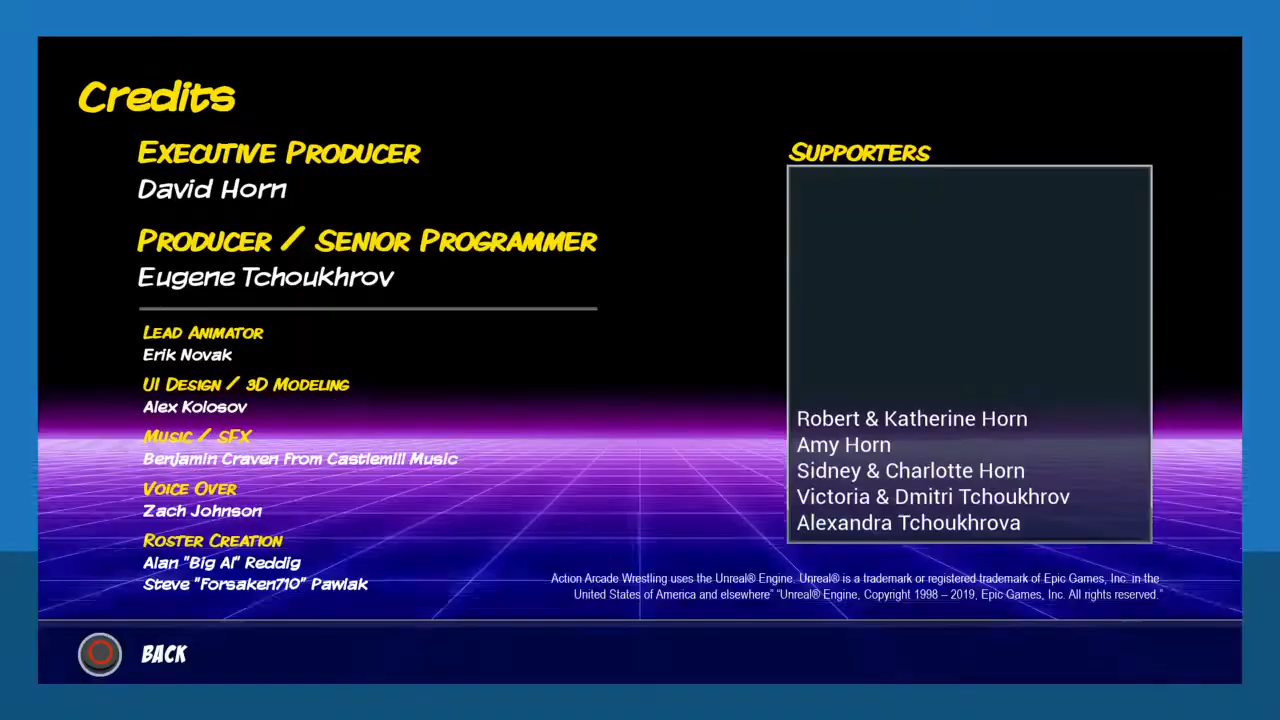 Credits
Executive Producer
David Horn
Producer / Senior Programmer
Eugene Tchoukhrov
Lead Animator
Erik Novak
UI Design / 3D Modeling
Alex Kolosov
Music / SFX
Benjamin Craven From Castlemill Music
Voice Over
Zach Johnson
Roster Creation
Alan "Big Al" Reddig
Steve "Forsaken710" Pawlak
Supporters
Robert & Katherine Horn
Amy Horn
Sidney & Charlotte Horn
Victoria & Dmitri Tchoukhrov
Alexandra Tchoukhrova
Action Arcade Wrestling uses the Unreal® Engine. Unreal® is a trademark or registered trademark of Epic Games, Inc. in the
United States of America and elsewhere" "Unreal® Engine, Copyright 1998 – 2019, Epic Games, Inc. All rights reserved."
BACK